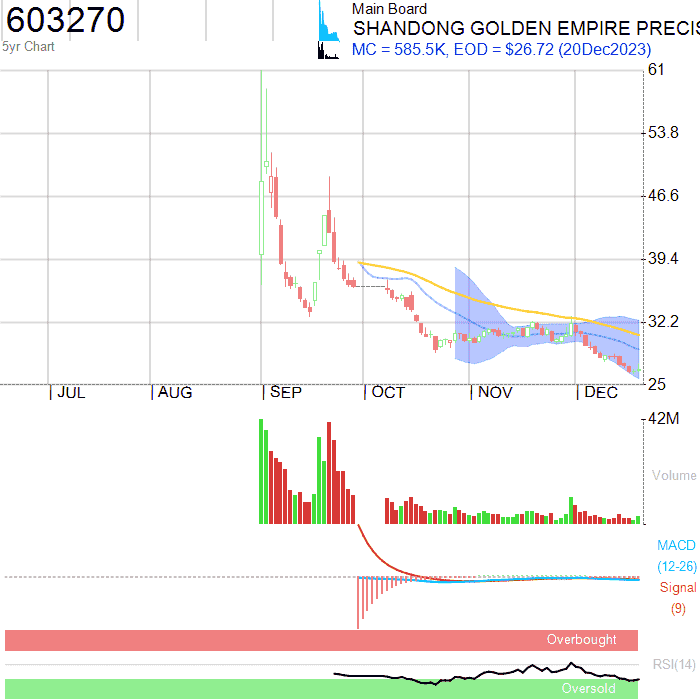 603270
5yr Chart
Main Board
SHANDONG GOLDEN EMPIRE PRECIS
MC = 585.5K, EOD = $26.72 (20Dec2023)
61
53.8
46.6
39.4
32.2
25
JUL
AUG
SEP
OCT
NOV
DEC
42M
Volume
MACD
(12-26)
Signal
(9)
Overbought
RSI(14)
Oversold